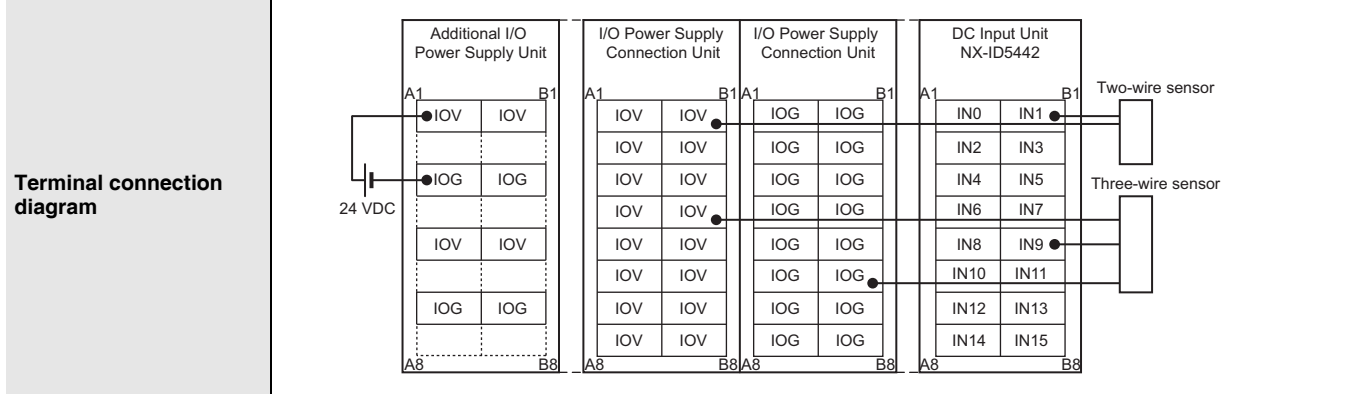 Terminal connection
diagram
Additional I/O
Power Supply Unit
I/O Power Supply
Connection Unit
I/O Power Supply
Connection Unit
DC Input Unit
NX-ID5442
A1 B1 A1 B1 A1 B1 A1 B1
Two-wire sensor
IOV IOV IOV IOV IOG IOG IN0 IN1
IOV IOV IOG IOG IN2 IN3
IOG IOG IOV IOV IOG IOG IN4 IN5
Three-wire sensor
24 VDC
IOV IOV IOG IOG IN6 IN7
IOV IOV IOV IOV IOG IOG IN8 IN9
IOV IOV IOG IOG IN10 IN11
IOG IOG IOV IOV IOG IOG IN12 IN13
IOV IOV IOG IOG IN14 IN15
A8 B8 A8 B8 A8 B8 A8 B8